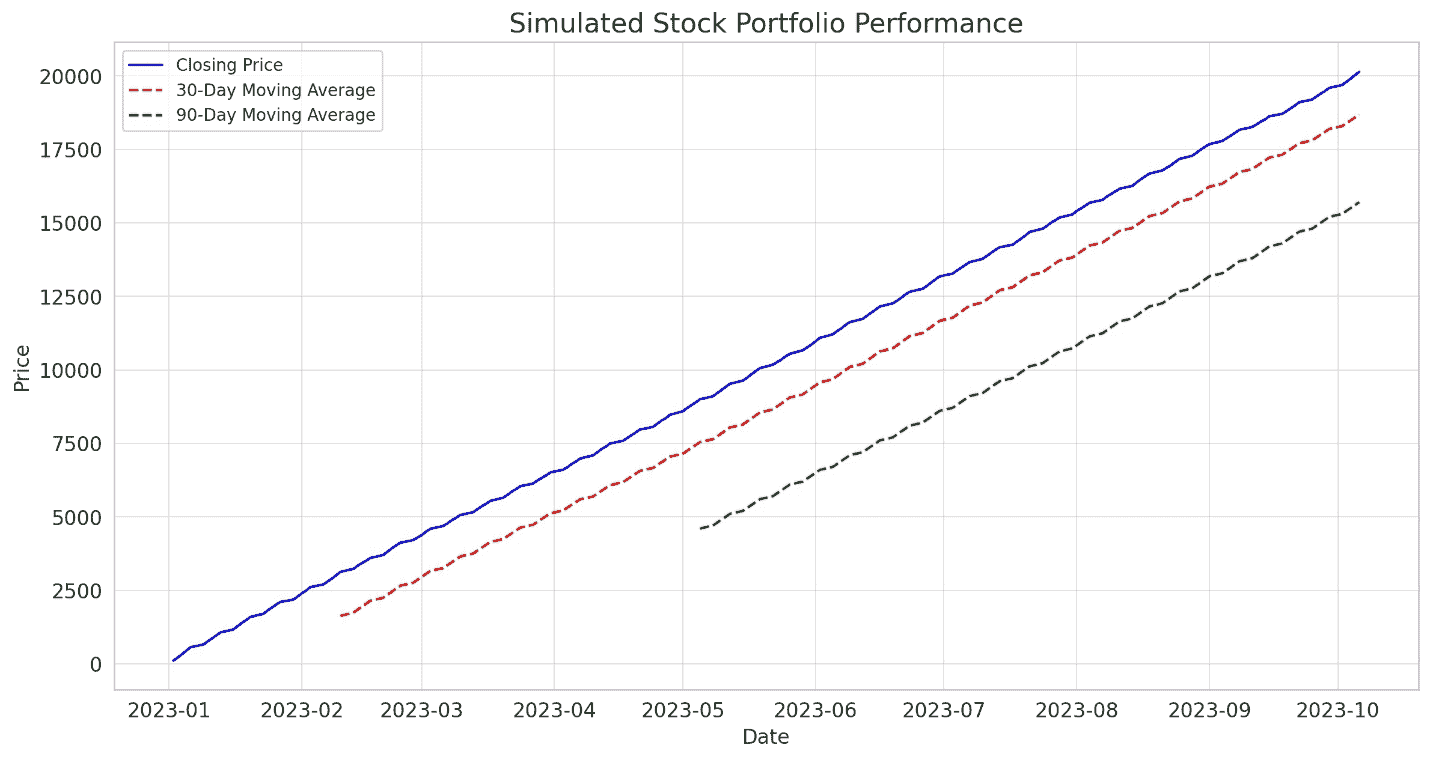 Simulated Stock Portfolio Performance
Closing Price
30-Day Moving Average
90-Day Moving Average
20000
17500
15000
12500
10000
7500
5000
2500
0
Price
2023-01 2023-02 2023-03 2023-04 2023-05 2023-06 2023-07 2023-08 2023-09 2023-10
Date